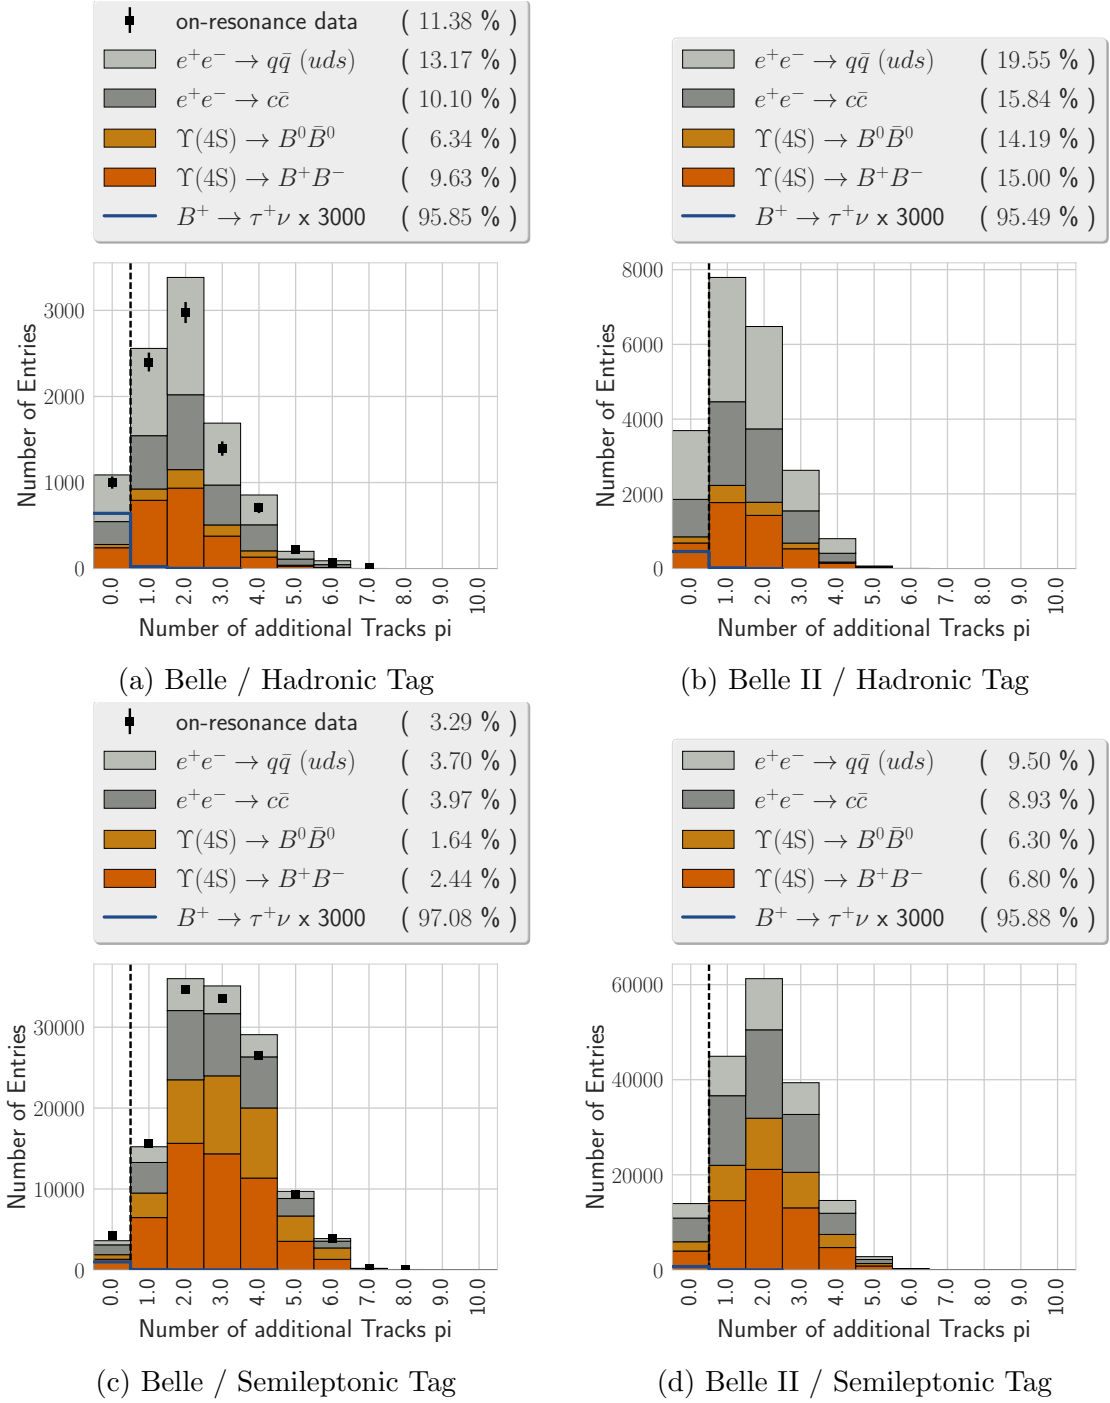 on-resonance data ( 11.38 % )
e⁺e⁻ → qq̄ (uds) ( 13.17 % )
e⁺e⁻ → cc̄ ( 10.10 % )
Υ(4S) → B⁰B̄⁰ ( 6.34 % )
Υ(4S) → B⁺B⁻ ( 9.63 % )
B⁺ → τ⁺ν x 3000 ( 95.85 % )
3000
2000
1000
0
Number of Entries
0.0 1.0 2.0 3.0 4.0 5.0 6.0 7.0 8.0 9.0 10.0
Number of additional Tracks pi
(a) Belle / Hadronic Tag
e⁺e⁻ → qq̄ (uds) ( 19.55 % )
e⁺e⁻ → cc̄ ( 15.84 % )
Υ(4S) → B⁰B̄⁰ ( 14.19 % )
Υ(4S) → B⁺B⁻ ( 15.00 % )
B⁺ → τ⁺ν x 3000 ( 95.49 % )
8000
6000
4000
2000
0
Number of Entries
0.0 1.0 2.0 3.0 4.0 5.0 6.0 7.0 8.0 9.0 10.0
Number of additional Tracks pi
(b) Belle II / Hadronic Tag
on-resonance data ( 3.29 % )
e⁺e⁻ → qq̄ (uds) ( 3.70 % )
e⁺e⁻ → cc̄ ( 3.97 % )
Υ(4S) → B⁰B̄⁰ ( 1.64 % )
Υ(4S) → B⁺B⁻ ( 2.44 % )
B⁺ → τ⁺ν x 3000 ( 97.08 % )
30000
20000
10000
0
Number of Entries
0.0 1.0 2.0 3.0 4.0 5.0 6.0 7.0 8.0 9.0 10.0
Number of additional Tracks pi
(c) Belle / Semileptonic Tag
e⁺e⁻ → qq̄ (uds) ( 9.50 % )
e⁺e⁻ → cc̄ ( 8.93 % )
Υ(4S) → B⁰B̄⁰ ( 6.30 % )
Υ(4S) → B⁺B⁻ ( 6.80 % )
B⁺ → τ⁺ν x 3000 ( 95.88 % )
60000
40000
20000
0
Number of Entries
0.0 1.0 2.0 3.0 4.0 5.0 6.0 7.0 8.0 9.0 10.0
Number of additional Tracks pi
(d) Belle II / Semileptonic Tag